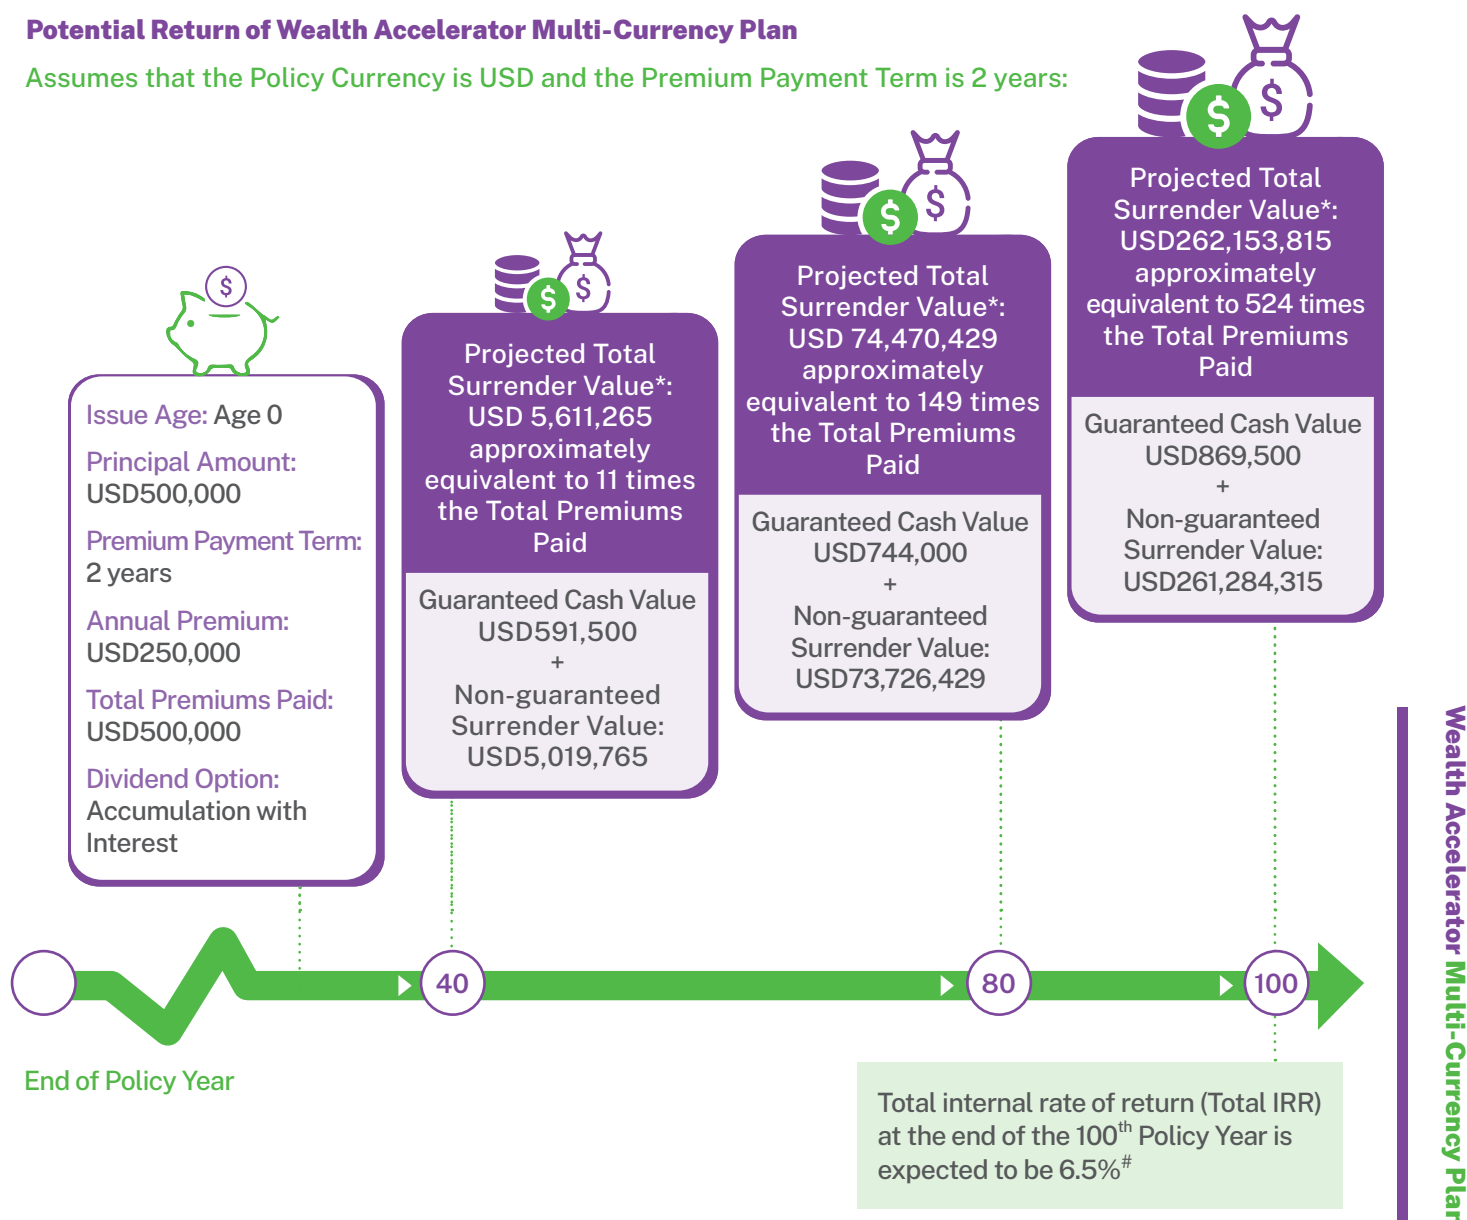 Potential Return of Wealth Accelerator Multi-Currency Plan
Assumes that the Policy Currency is USD and the Premium Payment Term is 2 years:
$
Issue Age: Age 0
Principal Amount:
USD500,000
Premium Payment Term:
2 years
Annual Premium:
USD250,000
Total Premiums Paid:
USD500,000
Dividend Option:
Accumulation with
Interest
$
$
Projected Total
Surrender Value*:
USD 5,611,265
approximately
equivalent to 11 times
the Total Premiums
Paid
Guaranteed Cash Value
USD591,500
+
Non-guaranteed
Surrender Value:
USD5,019,765
$
$
Projected Total
Surrender Value*:
USD 74,470,429
approximately
equivalent to 149 times
the Total Premiums
Paid
Guaranteed Cash Value
USD744,000
+
Non-guaranteed
Surrender Value:
USD73,726,429
$
$
Projected Total
Surrender Value*:
USD262,153,815
approximately
equivalent to 524 times
the Total Premiums
Paid
Guaranteed Cash Value
USD869,500
+
Non-guaranteed
Surrender Value:
USD261,284,315
40
80
100
End of Policy Year
Total internal rate of return (Total IRR)
at the end of the 100th Policy Year is
expected to be 6.5%#
Wealth Accelerator Multi-Currency Plan